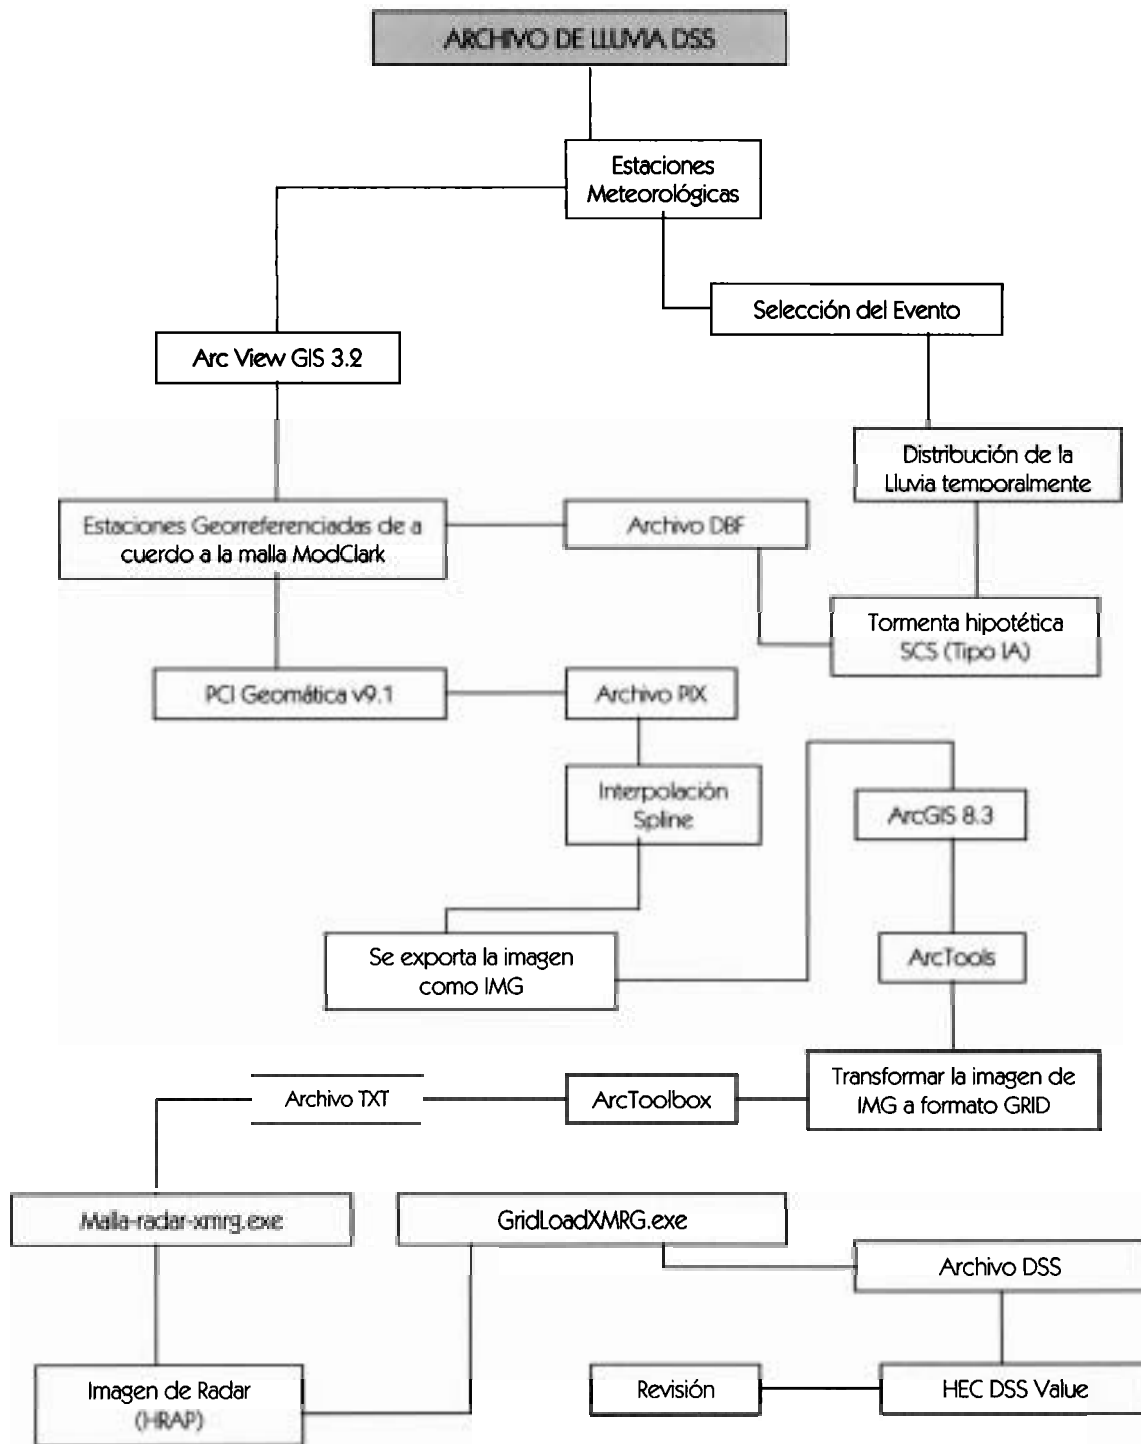 ARCHIVO DE LLUVIA DSS
Estaciones
Meteorológicas
Selección del Evento
Arc View GIS 3.2
Distribución de la
Lluvia temporalmente
Estaciones Georreferenciadas de a
cuerdo a la malla ModClark
Archivo DBF
Tormenta hipotética
SCS (Tipo IA)
PCI Geomática v9.1
Archivo PIX
Interpolación
Spline
ArcGIS 8.3
Se exporta la imagen
como IMG
ArcTools
Transformar la imagen de
IMG a formato GRID
ArcToolbox
Archivo TXT
Malla-radar-xmrg.exe
GridLoadXMRG.exe
Archivo DSS
Imagen de Radar
(HRAP)
Revisión
HEC DSS Value